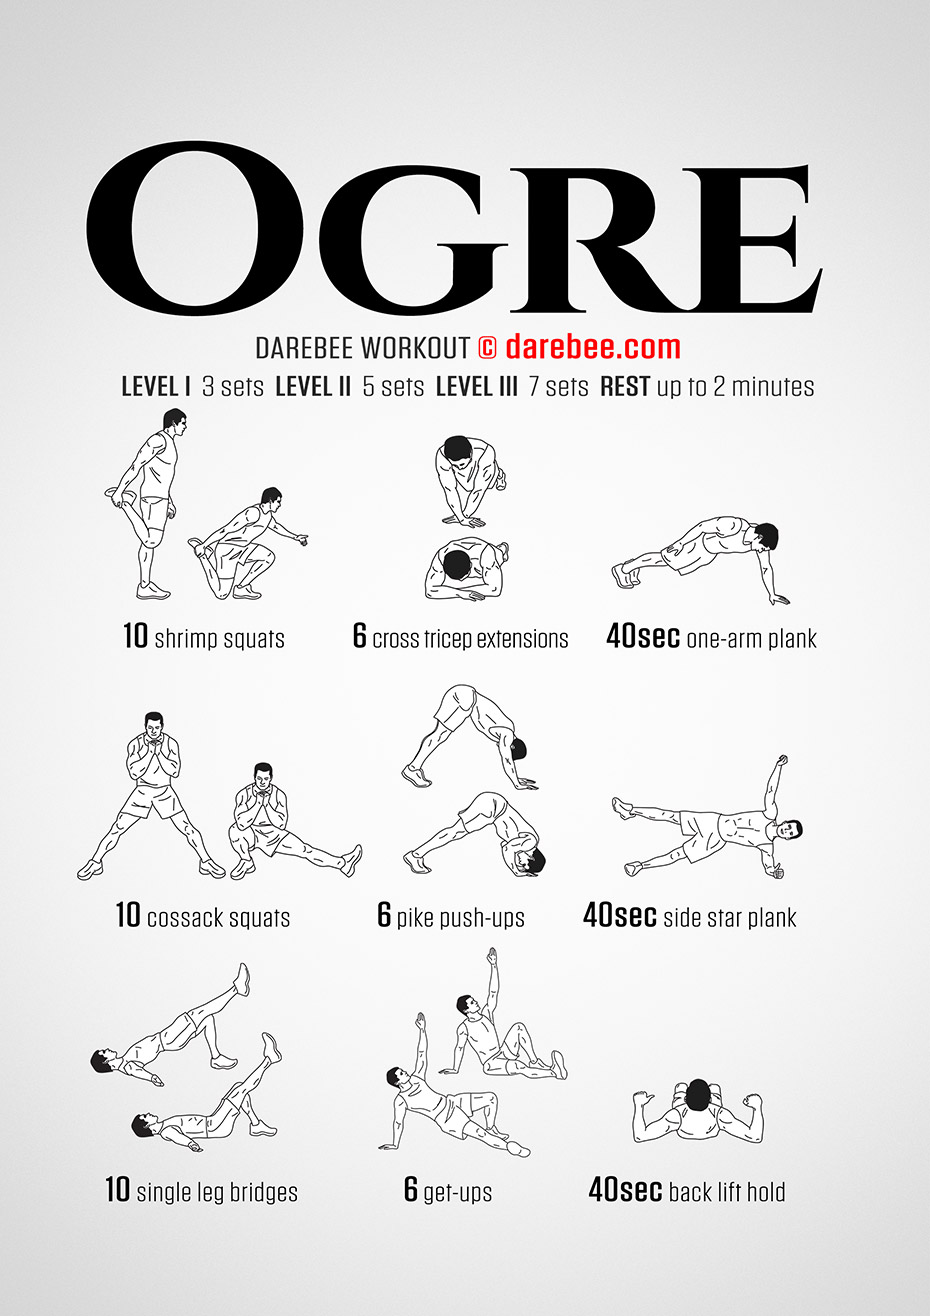 OGRE
DAREBEE WORKOUT © darebee.com
LEVEL I 3 sets LEVEL II 5 sets LEVEL III 7 sets REST up to 2 minutes
10 shrimp squats
6 cross tricep extensions
40sec one-arm plank
10 cossack squats
6 pike push-ups
40sec side star plank
10 single leg bridges
6 get-ups
40sec back lift hold